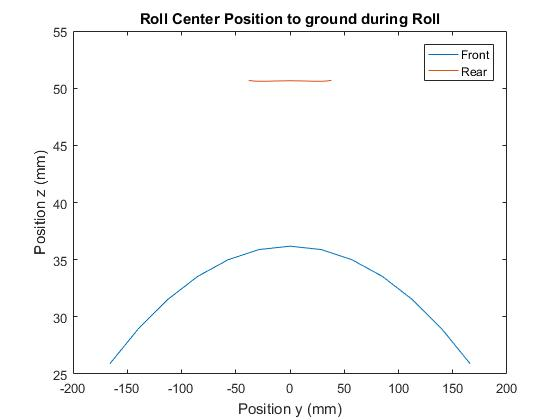 Roll Center Position to ground during Roll
55
Front
Rear
50
45
40
35
30
25
Position z (mm)
-200 -150 -100 -50 0 50 100 150 200
Position y (mm)